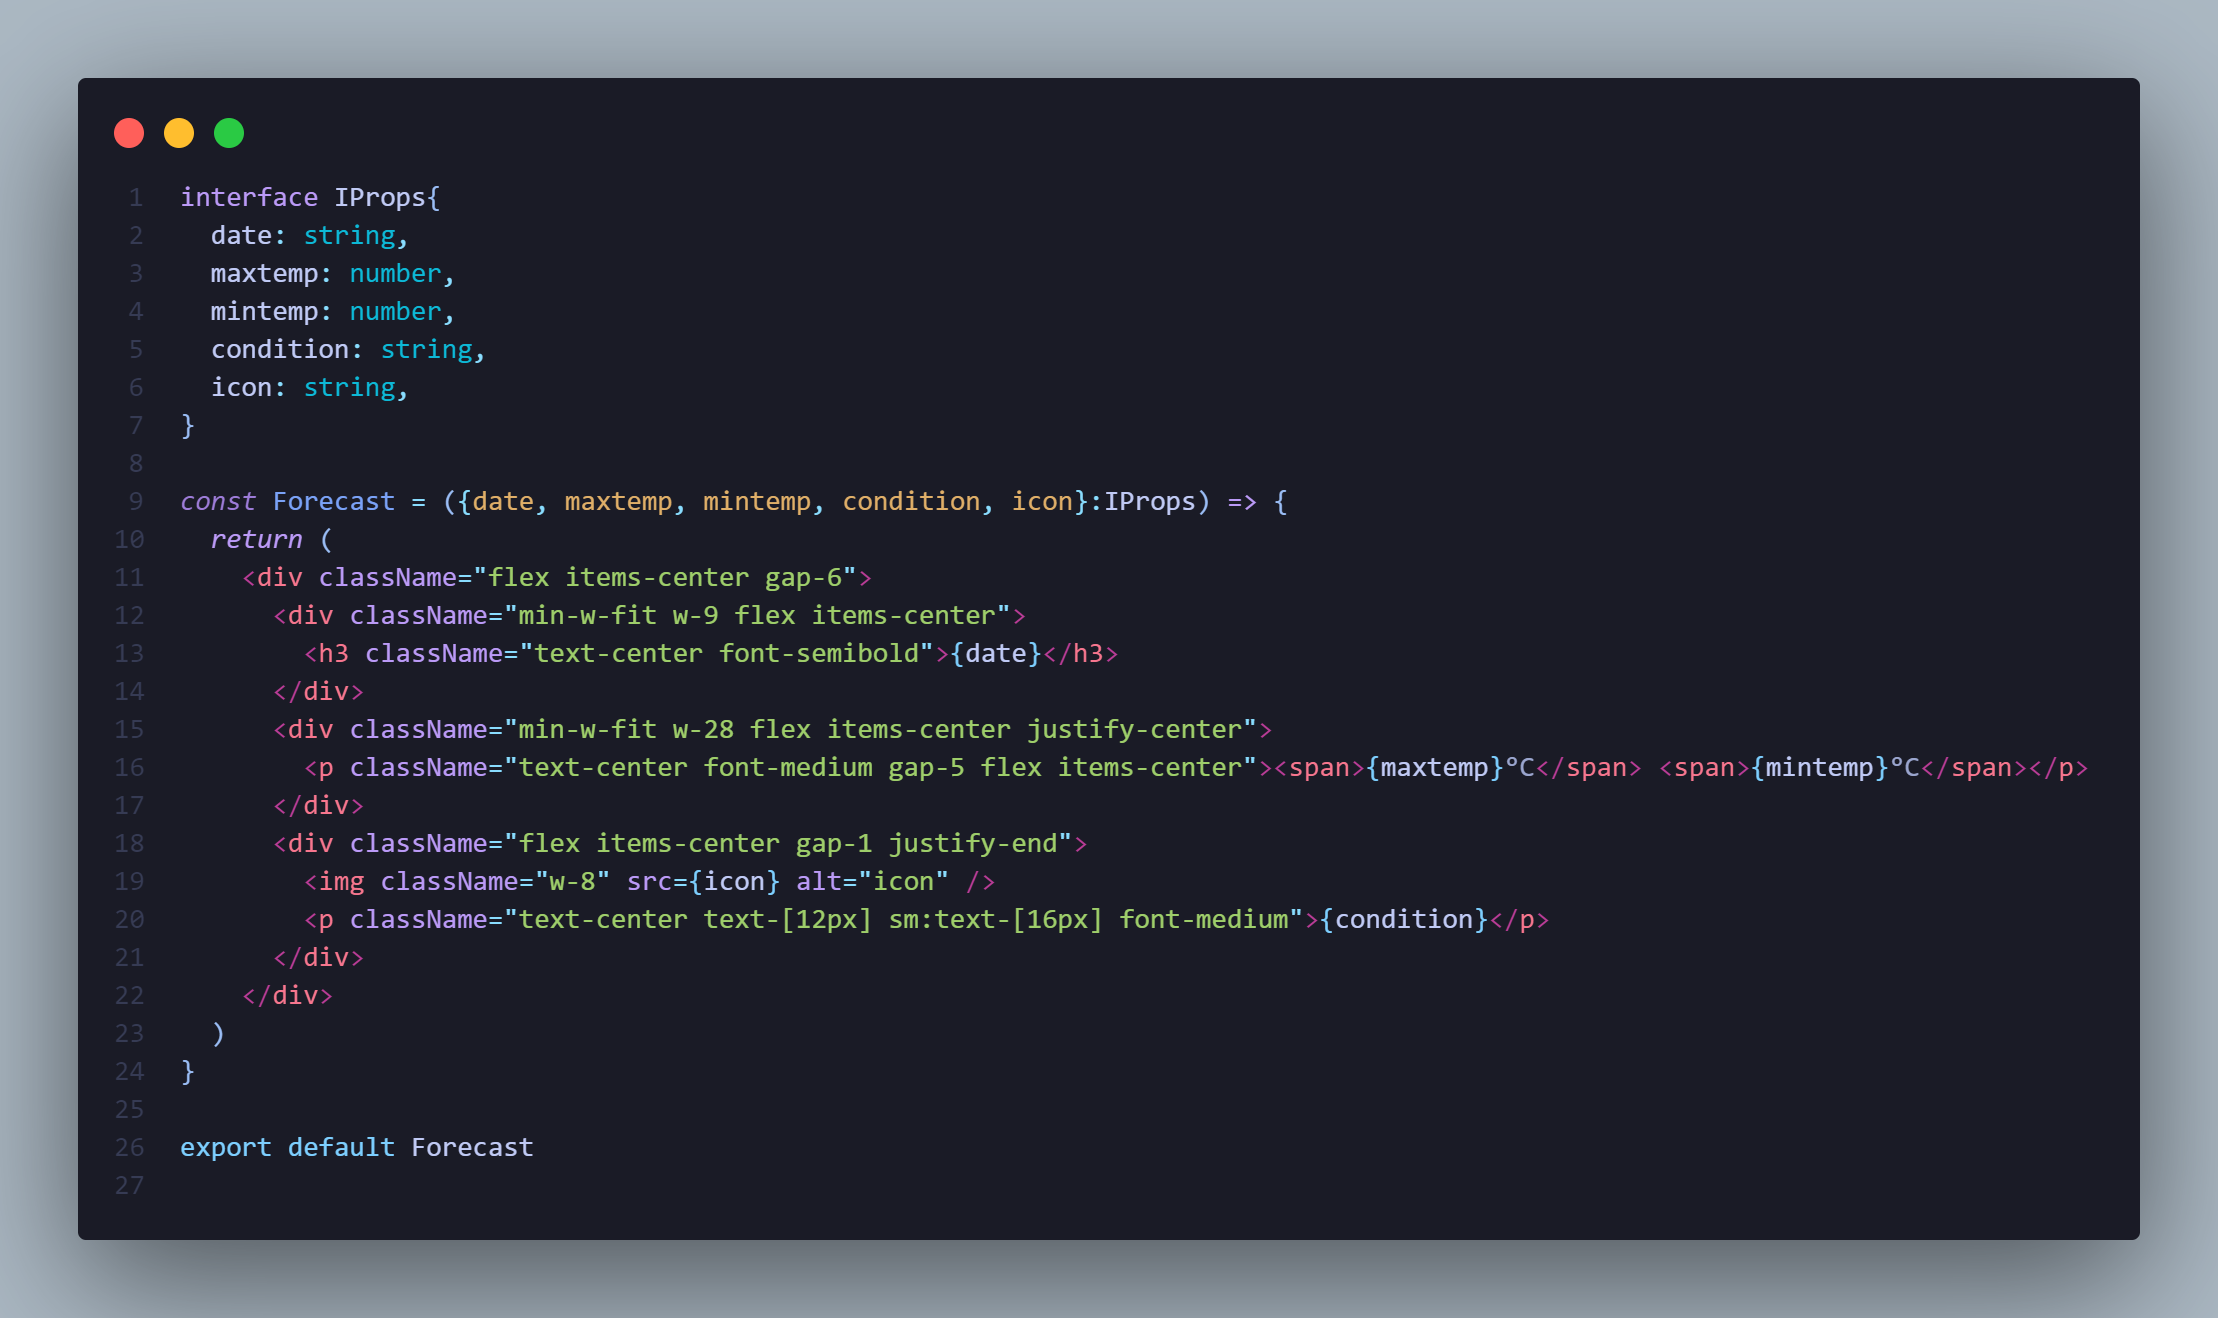 1 interface IProps{
2   date: string,
3   maxtemp: number,
4   mintemp: number,
5   condition: string,
6   icon: string,
7 }
8
9 const Forecast = ({date, maxtemp, mintemp, condition, icon}:IProps) => {
10   return (
11     <div className="flex items-center gap-6">
12       <div className="min-w-fit w-9 flex items-center">
13         <h3 className="text-center font-semibold">{date}</h3>
14       </div>
15       <div className="min-w-fit w-28 flex items-center justify-center">
16         <p className="text-center font-medium gap-5 flex items-center"><span>{maxtemp}°C</span> <span>{mintemp}°C</span></p>
17       </div>
18       <div className="flex items-center gap-1 justify-end">
19         <img className="w-8" src={icon} alt="icon" />
20         <p className="text-center text-[12px] sm:text-[16px] font-medium">{condition}</p>
21       </div>
22     </div>
23   )
24 }
25
26 export default Forecast
27